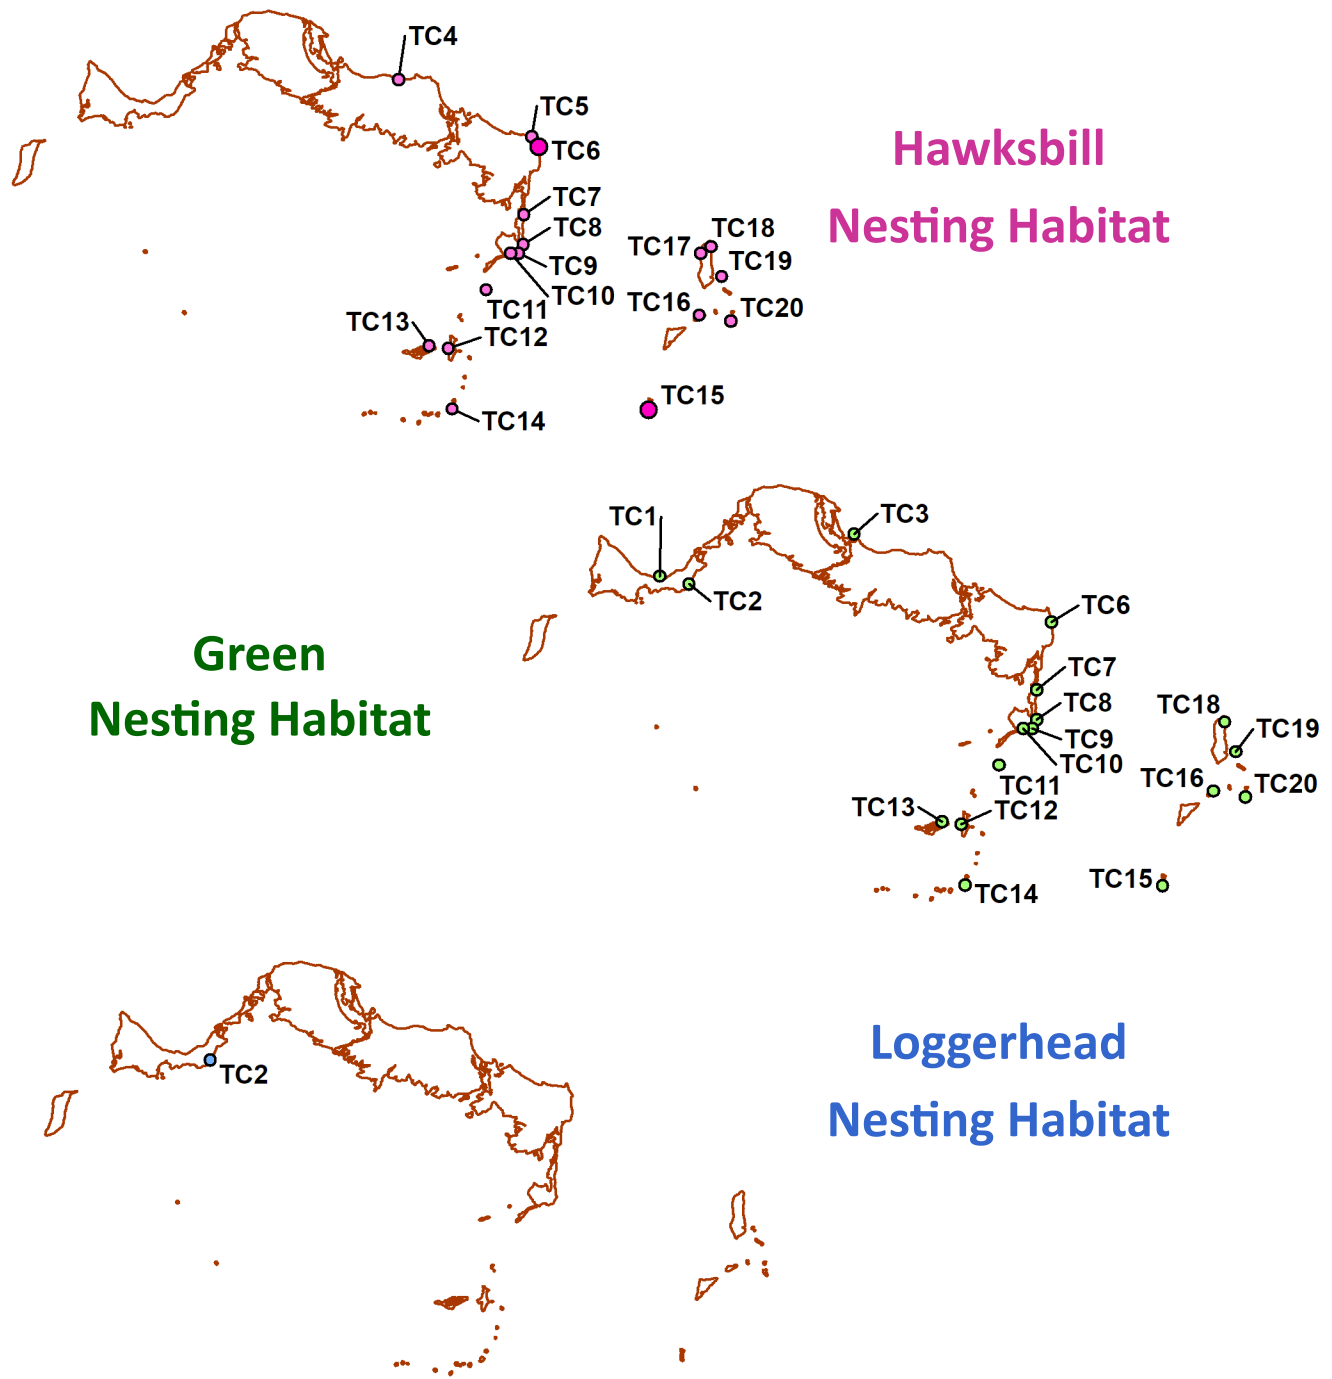 TC4
TC5
TC6
Hawksbill
Nesting Habitat
TC7
TC8
TC9
TC10
TC11
TC17
TC18
TC19
TC16
TC20
TC13
TC12
TC15
TC14
Green
Nesting Habitat
TC1
TC3
TC2
TC6
TC7
TC8
TC9
TC10
TC11
TC18
TC19
TC16
TC20
TC13
TC12
TC15
TC14
Loggerhead
Nesting Habitat
TC2